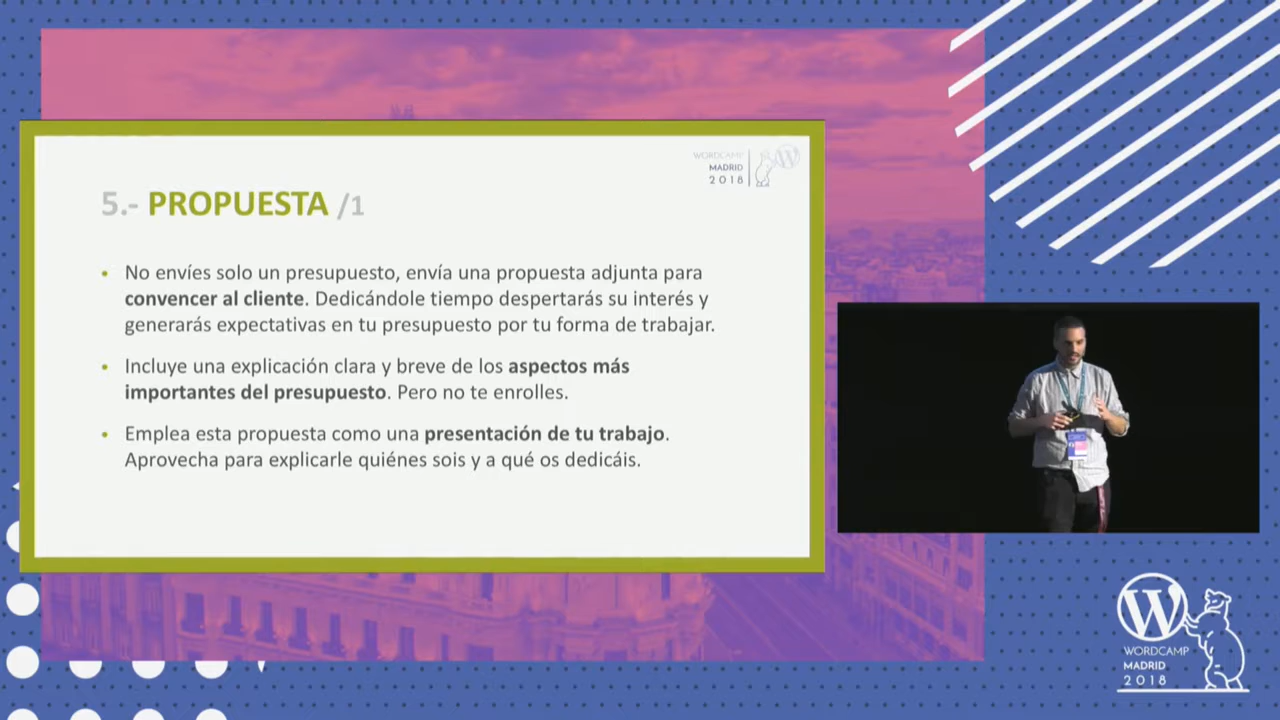 WORDCAMP
MADRID
2018
5.- PROPUESTA /1
• No envíes solo un presupuesto, envía una propuesta adjunta para
convencer al cliente. Dedicándole tiempo despertarás su interés y
generarás expectativas en tu presupuesto por tu forma de trabajar.
• Incluye una explicación clara y breve de los aspectos más
importantes del presupuesto. Pero no te enrolles.
• Emplea esta propuesta como una presentación de tu trabajo.
Aprovecha para explicarle quiénes sois y a qué os dedicáis.
WORDCAMP
MADRID
2018